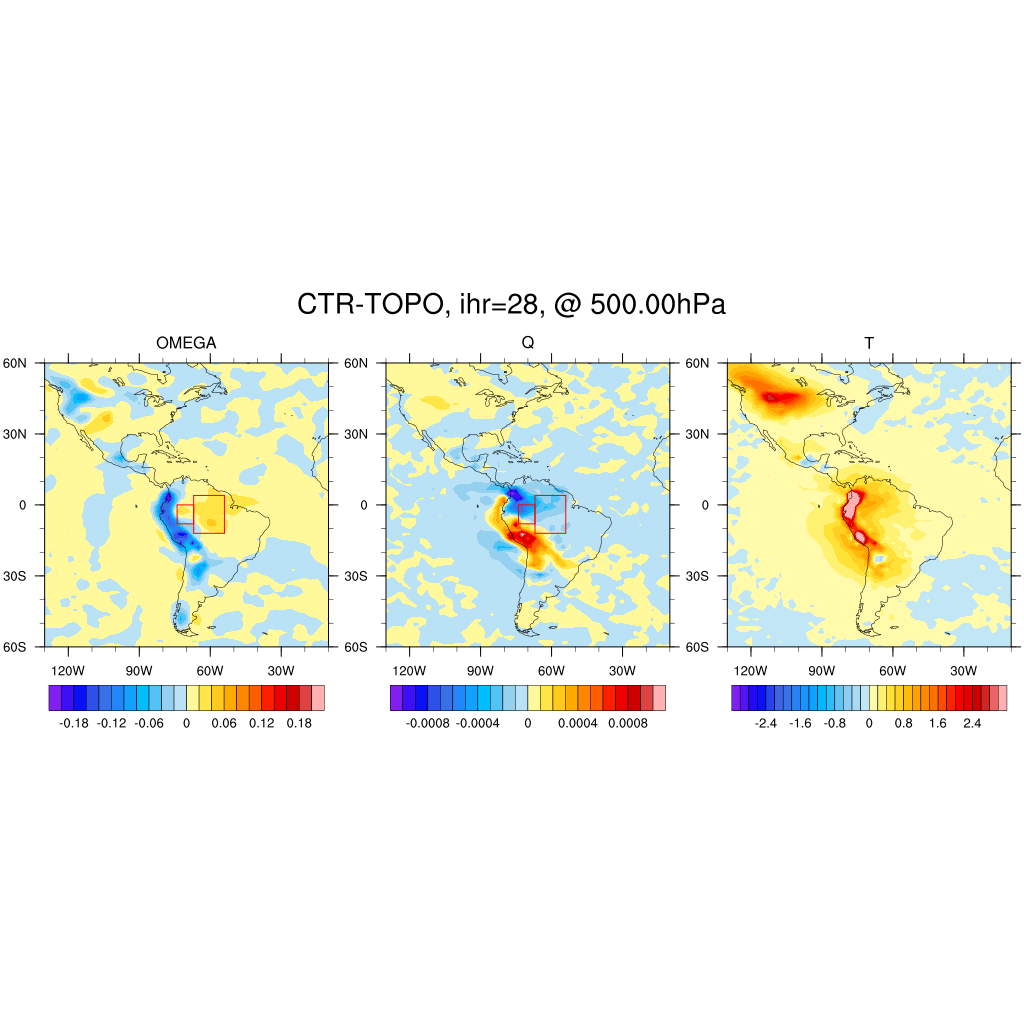 CTR-TOPO, ihr=28, @ 500.00hPa
OMEGA
Q
T
60N
30N
0
30S
60S
120W 90W 60W 30W
60N
30N
0
30S
60S
120W 90W 60W 30W
60N
30N
0
30S
60S
120W 90W 60W 30W
-0.18 -0.12 -0.06 0 0.06 0.12 0.18
-0.0008 -0.0004 0 0.0004 0.0008
-2.4 -1.6 -0.8 0 0.8 1.6 2.4